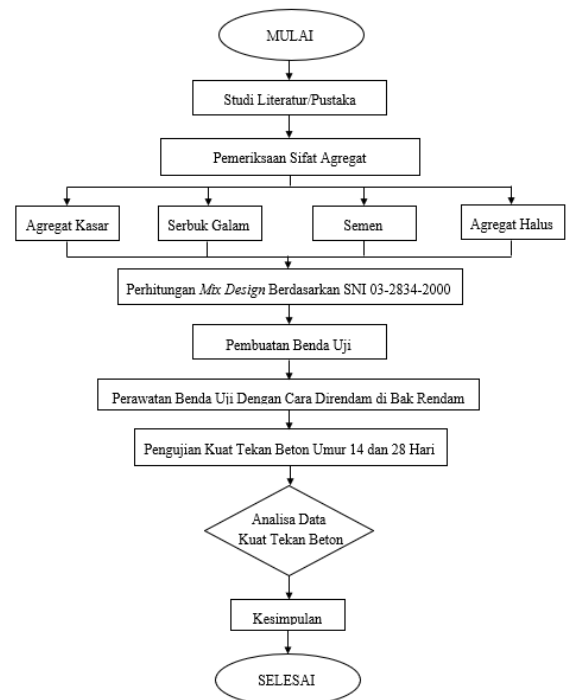 MULAI
Studi Literatur/Pustaka
Pemeriksaan Sifat Agregat
Agregat Kasar
Serbuk Galam
Semen
Agregat Halus
Perhitungan Mix Design Berdasarkan SNI 03-2834-2000
Pembuatan Benda Uji
Perawatan Benda Uji Dengan Cara Direndam di Bak Rendam
Pengujian Kuat Tekan Beton Umur 14 dan 28 Hari
Analisa Data
Kuat Tekan Beton
Kesimpulan
SELESAI